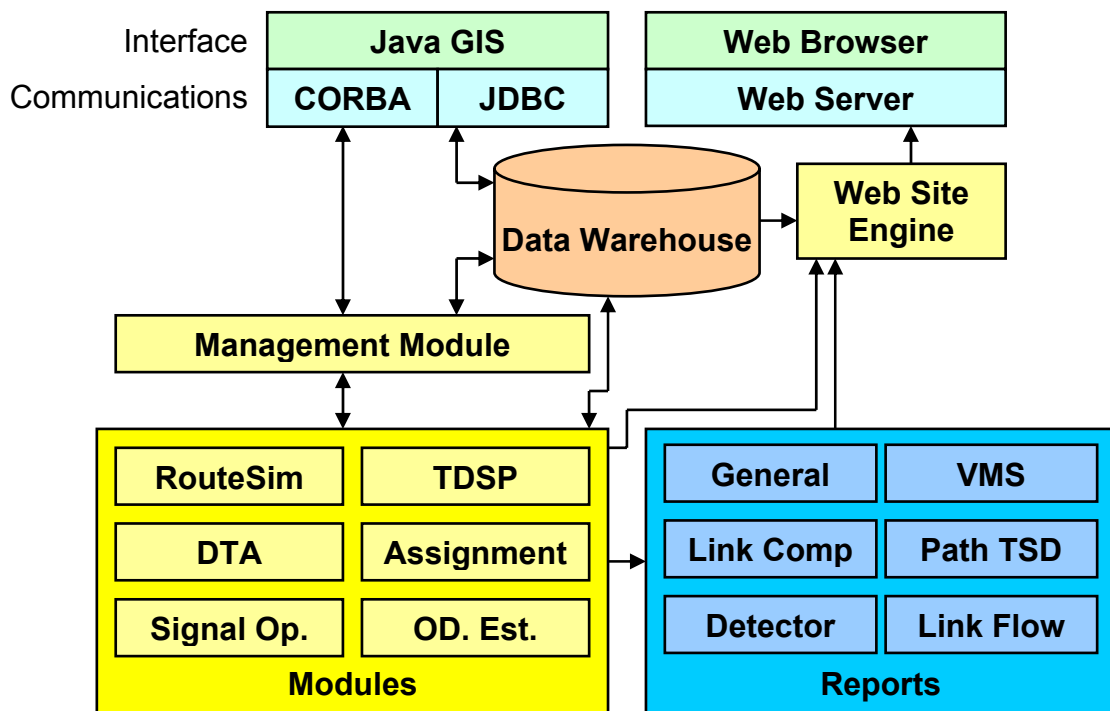 Interface
Java GIS
Web Browser
Communications
CORBA
JDBC
Web Server
Data Warehouse
Web Site
Engine
Management Module
RouteSim
TDSP
DTA
Assignment
Signal Op.
OD. Est.
Modules
General
VMS
Link Comp
Path TSD
Detector
Link Flow
Reports